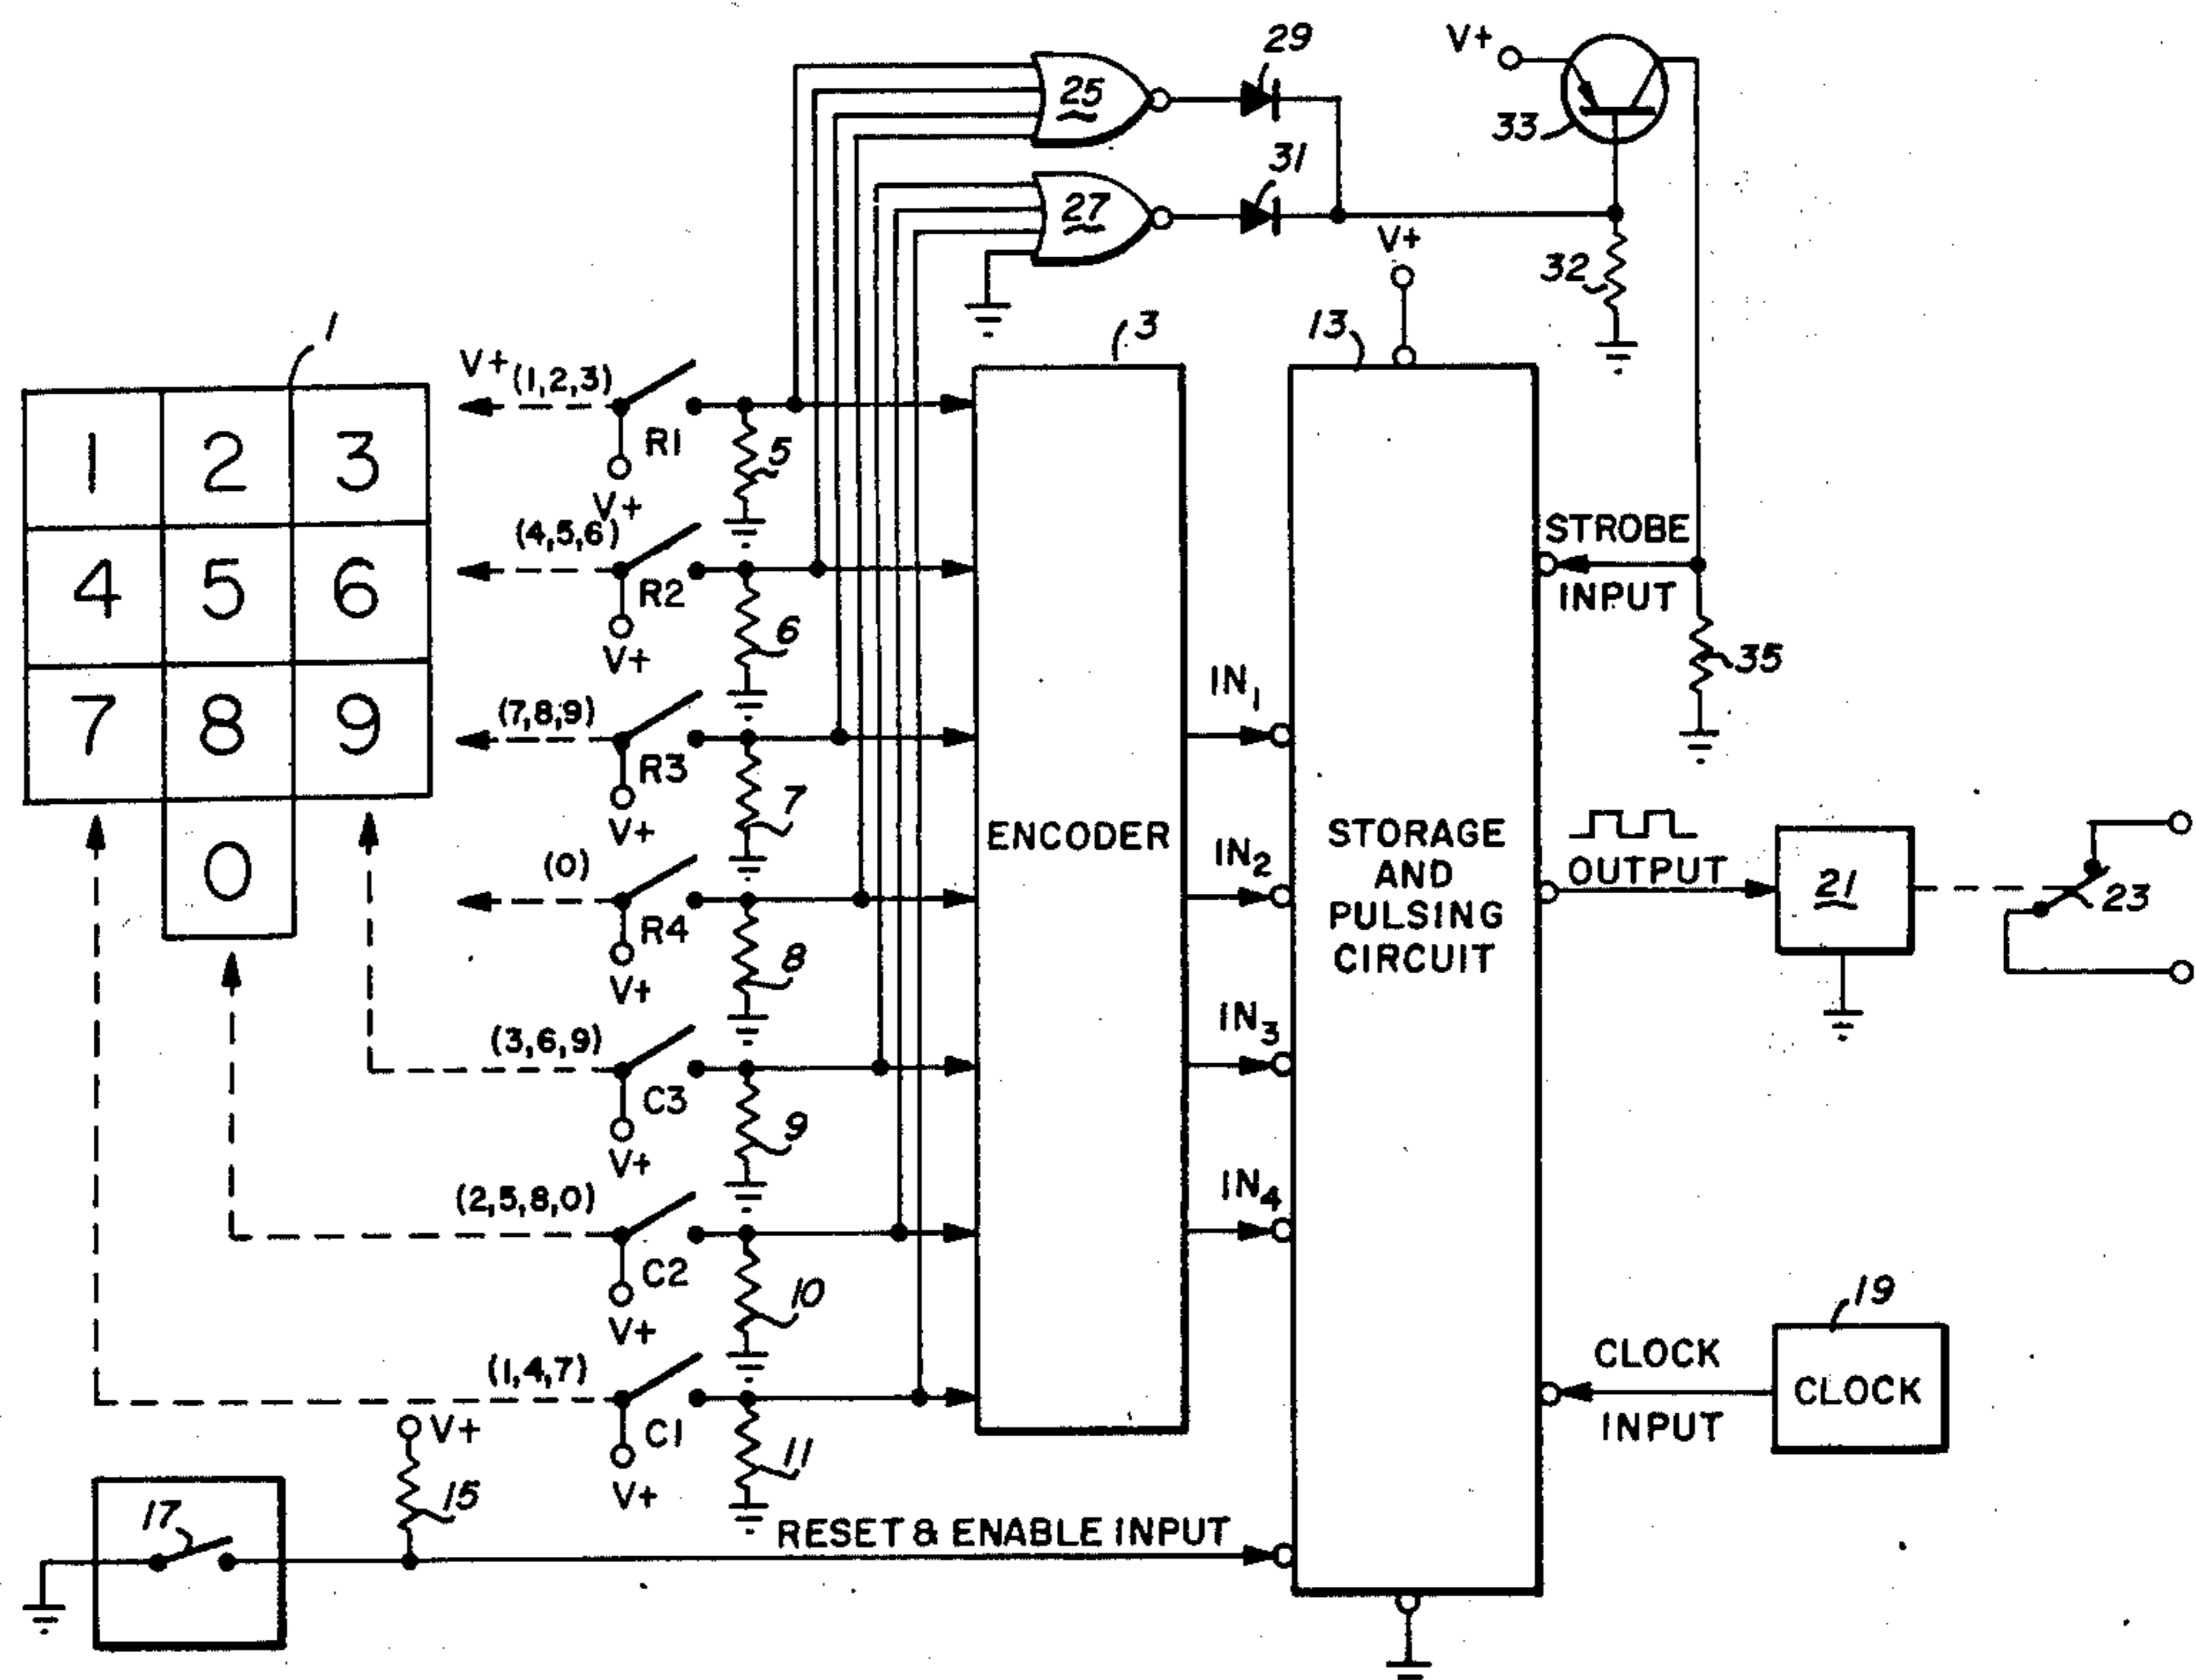 29
V+
25
33
31
27
V+
32
1
3
13
V+ (1,2,3)
1 2 3
R1
5
V+
(4,5,6)
STROBE
INPUT
4 5 6
R2
6
V+
35
IN1
(7,8,9)
7 8 9
R3
7
V+
ENCODER
STORAGE
AND
PULSING
CIRCUIT
OUTPUT
21
23
IN2
(0)
0
R4
8
V+
IN3
(3,6,9)
C3
9
V+
IN4
(2,5,8,0)
C2
10
V+
19
CLOCK
INPUT
CLOCK
(1,4,7)
C1
11
V+
V+
15
17
RESET & ENABLE INPUT